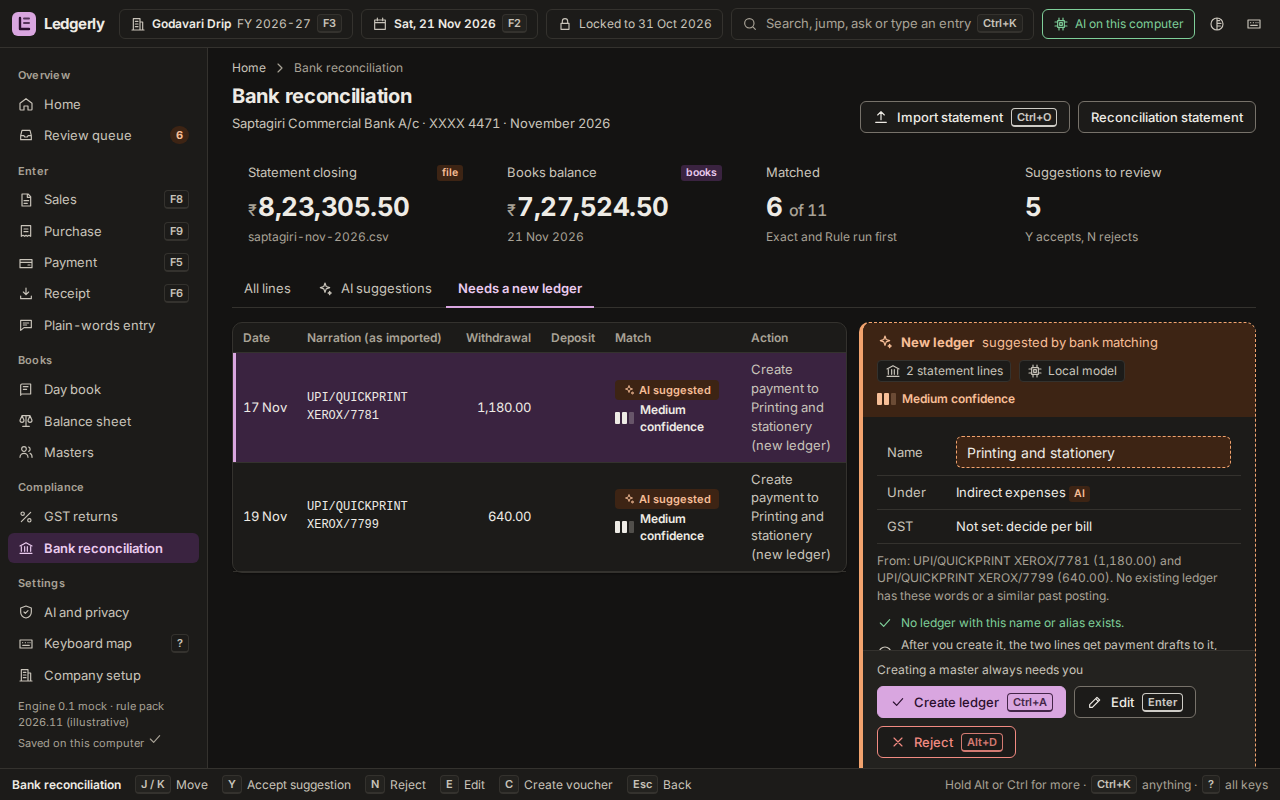 Ledgerly
Godavari Drip FY 2026-27 F3
Sat, 21 Nov 2026 F2
Locked to 31 Oct 2026
Search, jump, ask or type an entry Ctrl+K
AI on this computer
Overview
Home
Review queue 6
Enter
Sales F8
Purchase F9
Payment F5
Receipt F6
Plain-words entry
Books
Day book
Balance sheet
Masters
Compliance
GST returns
Bank reconciliation
Settings
AI and privacy
Keyboard map ?
Company setup
Engine 0.1 mock · rule pack
2026.11 (illustrative)
Saved on this computer
Home > Bank reconciliation
Bank reconciliation
Saptagiri Commercial Bank A/c · XXXX 4471 · November 2026
Import statement Ctrl+O
Reconciliation statement
Statement closing file
₹8,23,305.50
saptagiri-nov-2026.csv
Books balance books
₹7,27,524.50
21 Nov 2026
Matched
6 of 11
Exact and Rule run first
Suggestions to review
5
Y accepts, N rejects
All lines
AI suggestions
Needs a new ledger
Date Narration (as imported) Withdrawal Deposit Match Action
17 Nov
UPI/QUICKPRINT
XEROX/7781
1,180.00
AI suggested
Medium
confidence
Create
payment to
Printing and
stationery
(new ledger)
19 Nov
UPI/QUICKPRINT
XEROX/7799
640.00
AI suggested
Medium
confidence
Create
payment to
Printing and
stationery
(new ledger)
New ledger suggested by bank matching
2 statement lines
Local model
Medium confidence
Name Printing and stationery
Under Indirect expenses AI
GST Not set: decide per bill
From: UPI/QUICKPRINT XEROX/7781 (1,180.00) and
UPI/QUICKPRINT XEROX/7799 (640.00). No existing ledger
has these words or a similar past posting.
No ledger with this name or alias exists.
After you create it, the two lines get payment drafts to it,
Creating a master always needs you
Create ledger Ctrl+A
Edit Enter
Reject Alt+D
Bank reconciliation J / K Move Y Accept suggestion N Reject E Edit C Create voucher Esc Back
Hold Alt or Ctrl for more · Ctrl+K anything · ? all keys